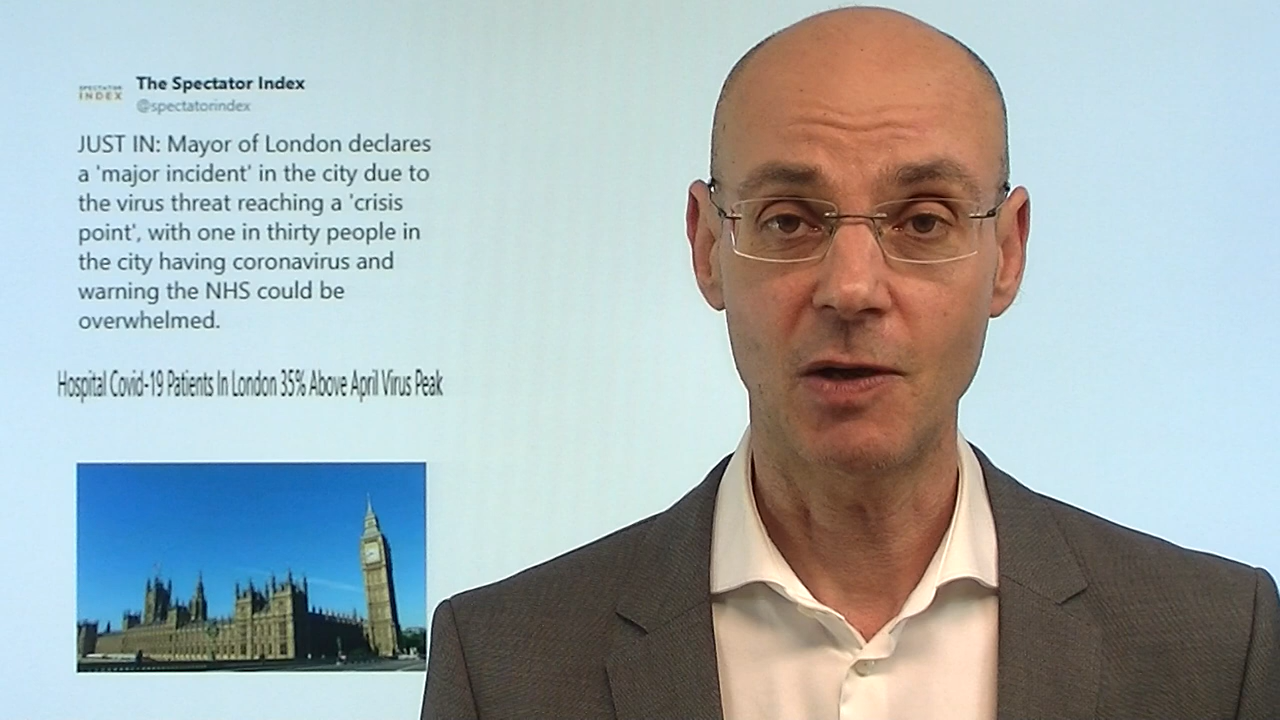 SPECTATOR
INDEX
The Spectator Index
@spectatorindex
JUST IN: Mayor of London declares
a 'major incident' in the city due to
the virus threat reaching a 'crisis
point', with one in thirty people in
the city having coronavirus and
warning the NHS could be
overwhelmed.
Hospital Covid-19 Patients In London 35% Above April Virus Peak